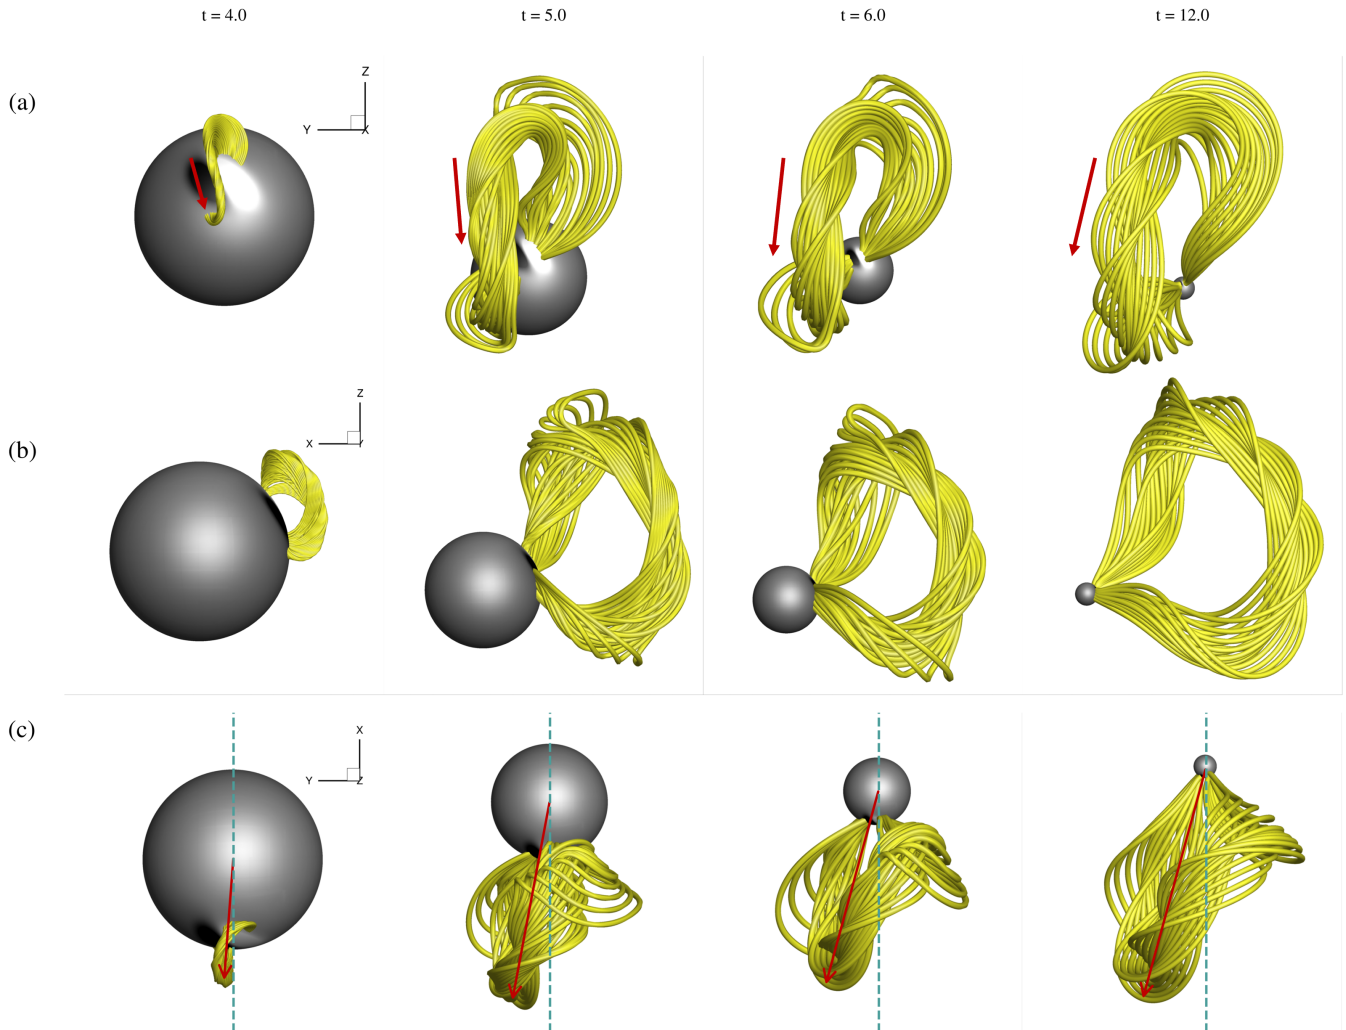 t = 4.0 t = 5.0 t = 6.0 t = 12.0
(a)
Z
Y X
(b)
Z
X Y
(c)
X
Y Z